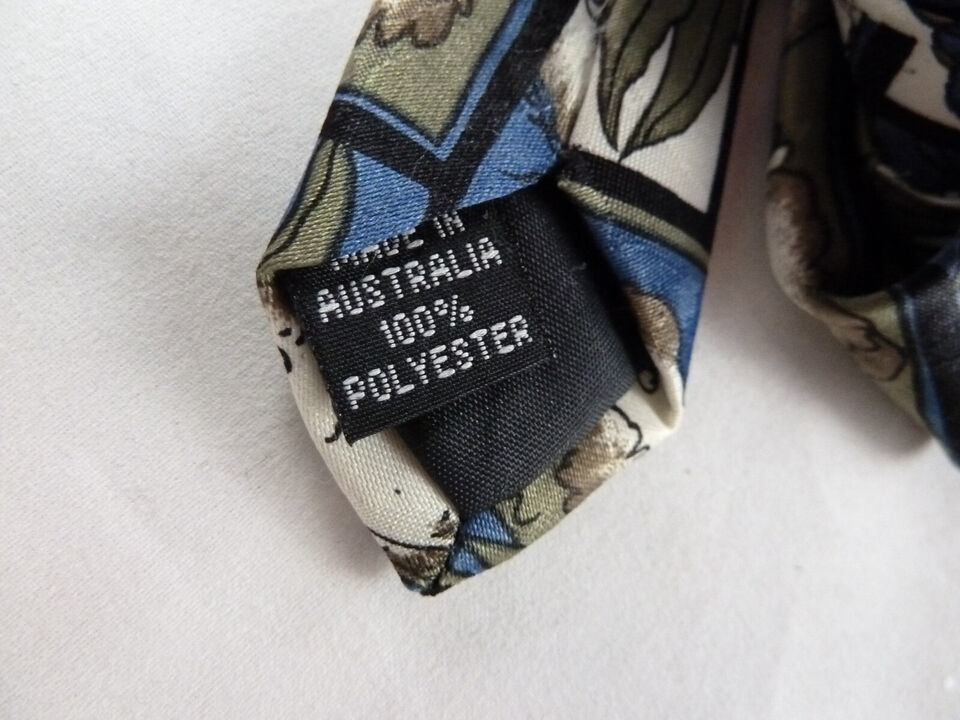 MADE IN
AUSTRALIA
100%
POLYESTER